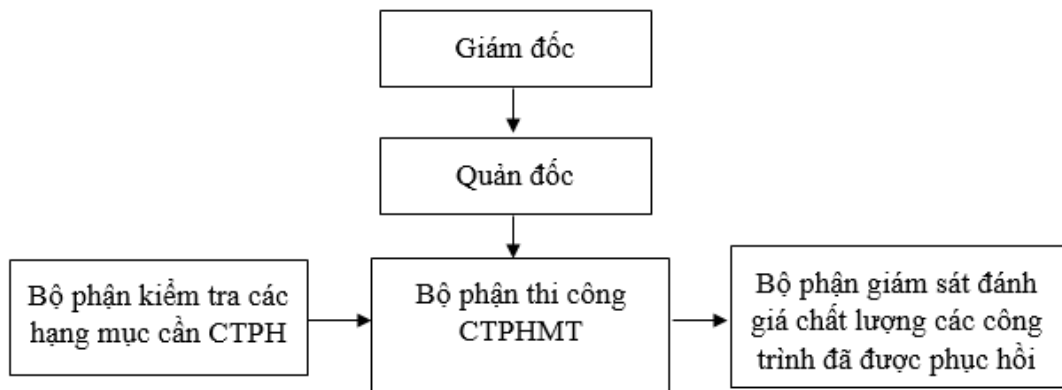 Giám đốc
Quản đốc
Bộ phận kiểm tra các
hạng mục cần CTPH
Bộ phận thi công
CTPHMT
Bộ phận giám sát đánh
giá chất lượng các công
trình đã được phục hồi